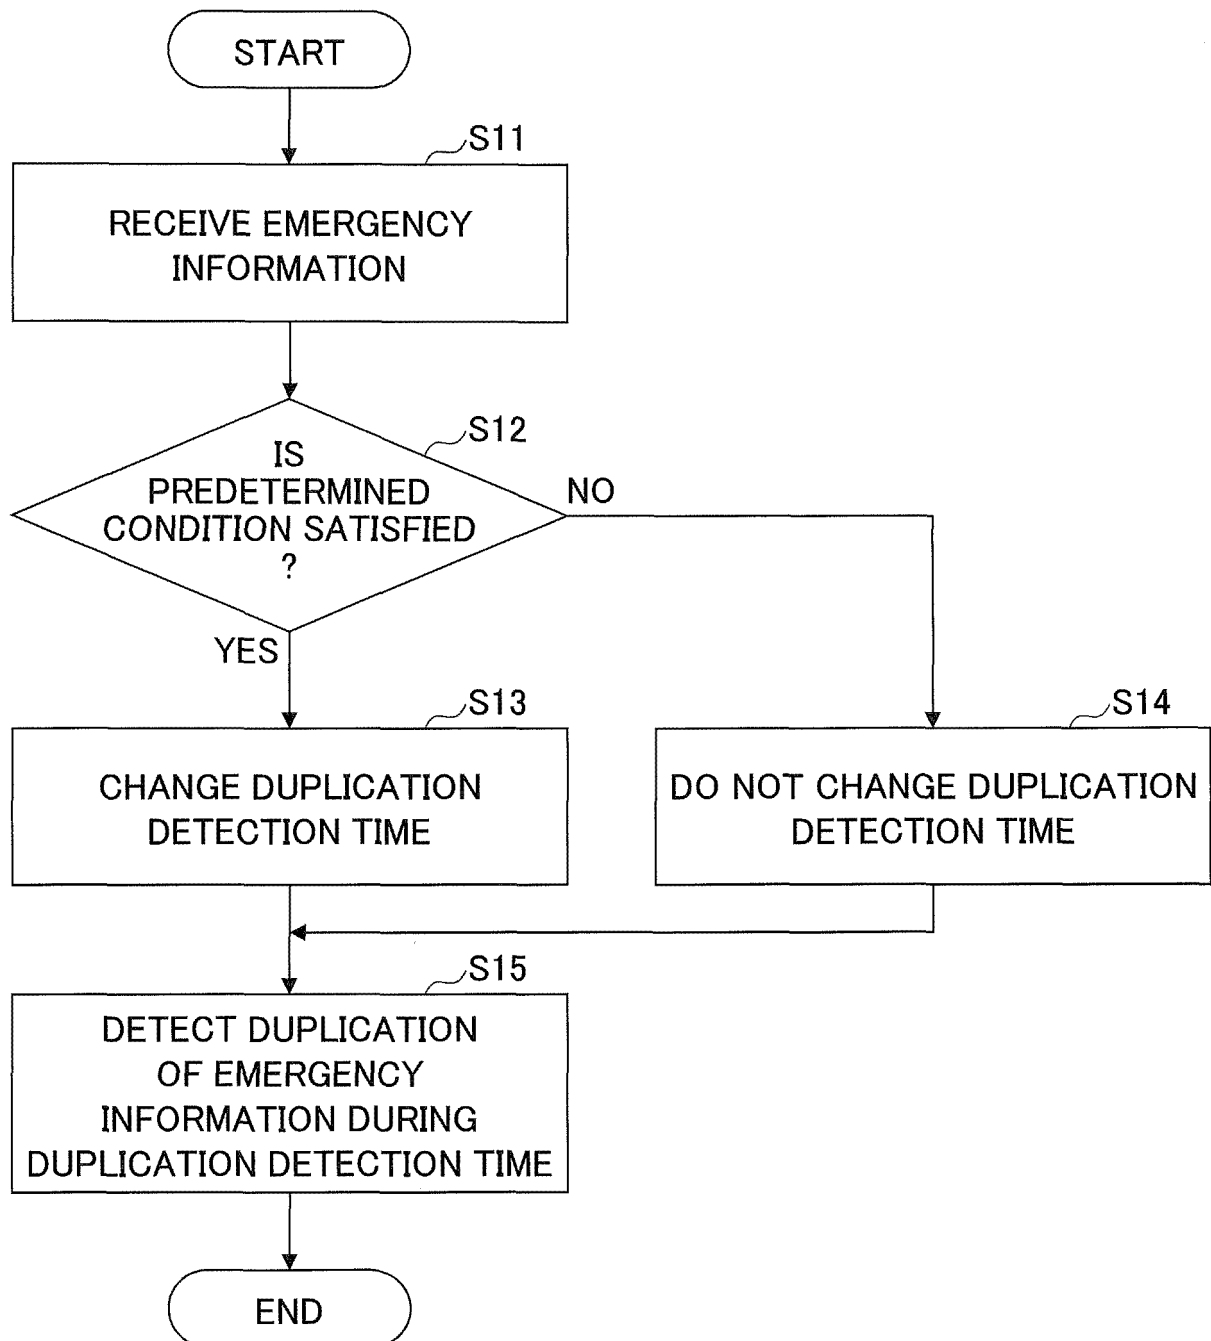 START
S11
RECEIVE EMERGENCY
INFORMATION
S12
IS
PREDETERMINED
CONDITION SATISFIED
?
NO
YES
S13
CHANGE DUPLICATION
DETECTION TIME
S14
DO NOT CHANGE DUPLICATION
DETECTION TIME
S15
DETECT DUPLICATION
OF EMERGENCY
INFORMATION DURING
DUPLICATION DETECTION TIME
END